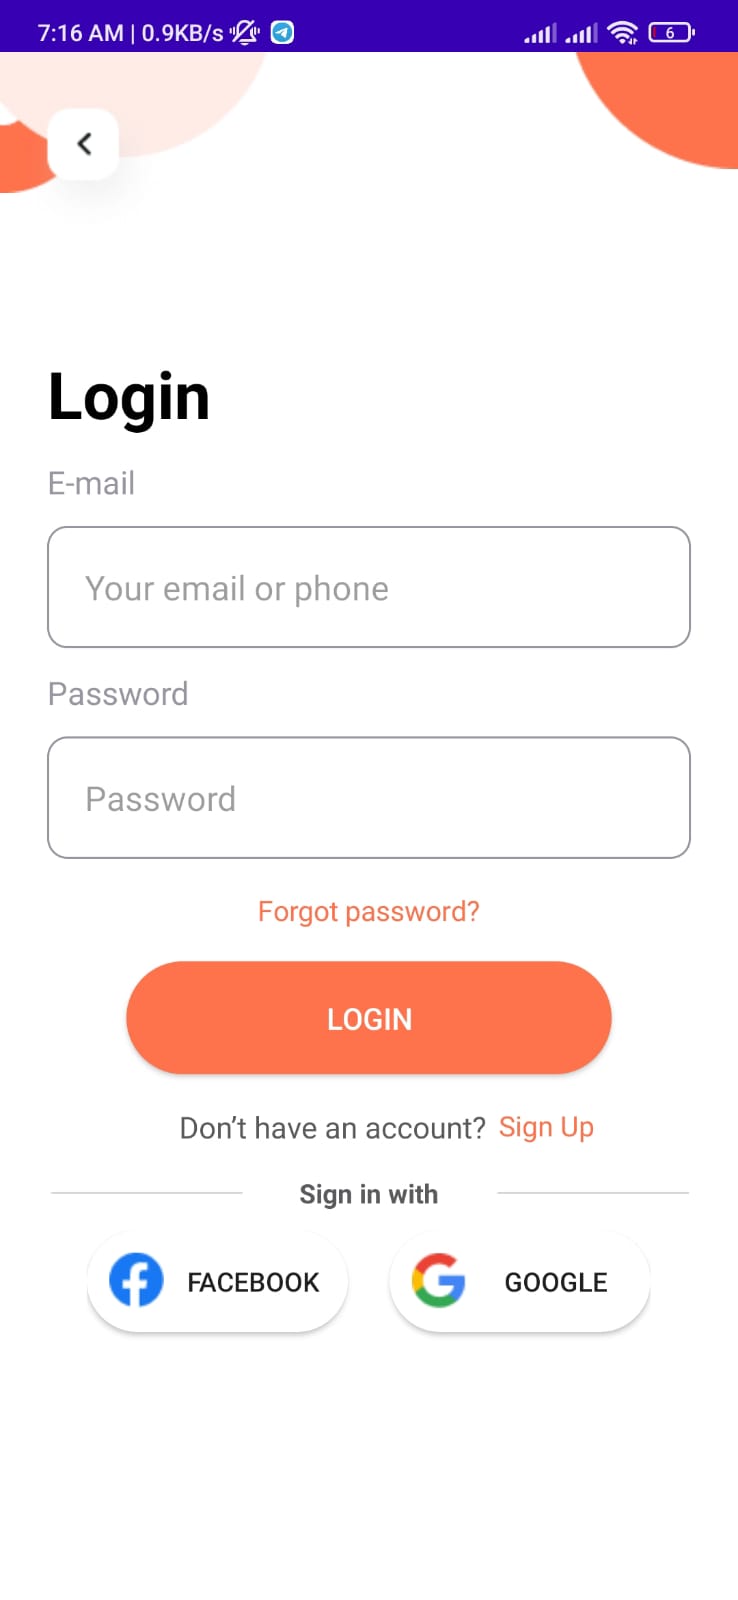 7:16 AM | 0.9KB/s 6
Login
E-mail
Your email or phone
Password
Password
Forgot password?
LOGIN
Don’t have an account? Sign Up
Sign in with
FACEBOOK GOOGLE